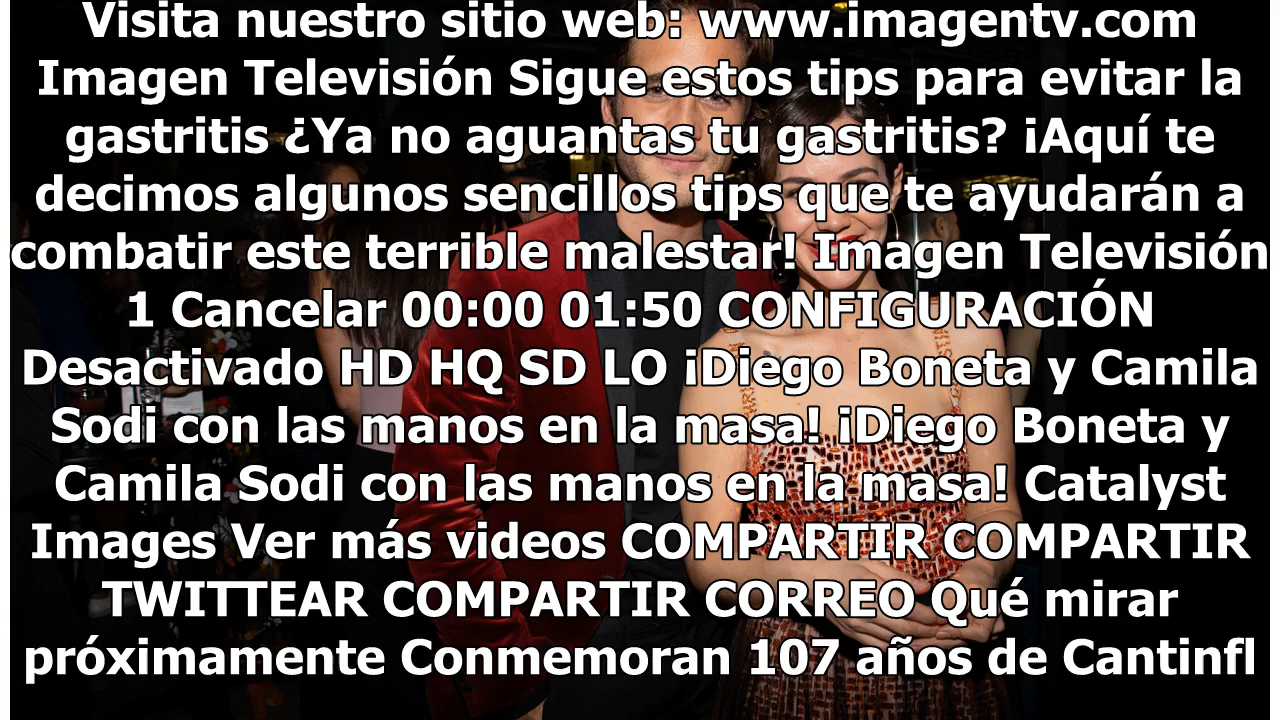 Visita nuestro sitio web: www.imagentv.com
Imagen Televisión Sigue estos tips para evitar la
gastritis ¿Ya no aguantas tu gastritis? ¡Aquí te
decimos algunos sencillos tips que te ayudarán a
combatir este terrible malestar! Imagen Televisión
1 Cancelar 00:00 01:50 CONFIGURACIÓN
Desactivado HD HQ SD LO ¡Diego Boneta y Camila
Sodi con las manos en la masa! ¡Diego Boneta y
Camila Sodi con las manos en la masa! Catalyst
Images Ver más videos COMPARTIR COMPARTIR
TWITTEAR COMPARTIR CORREO Qué mirar
próximamente Conmemoran 107 años de Cantinfl